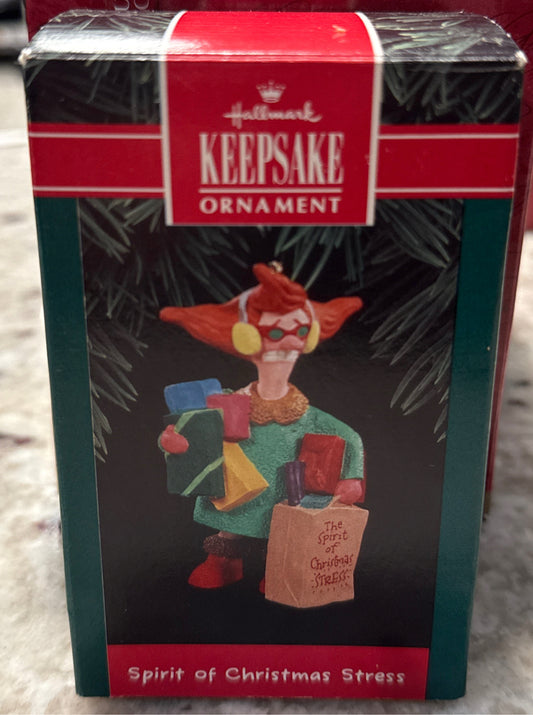 Hallmark
KEEPSAKE
ORNAMENT
The
Spirit
of
Christmas
STRESS
Spirit of Christmas Stress